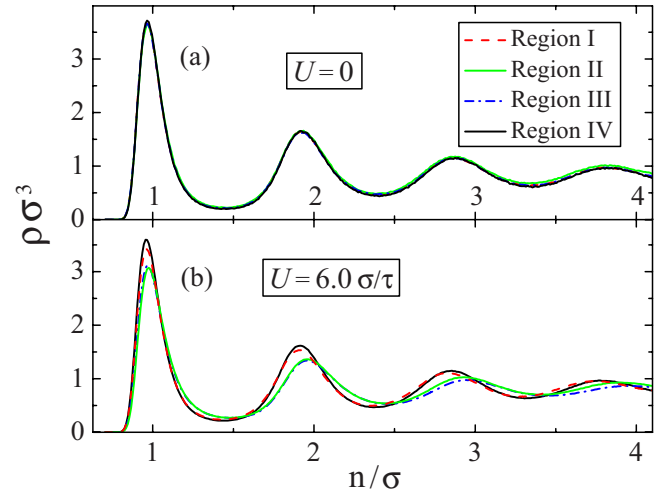 (a)
U = 0
Region I
Region II
Region III
Region IV
3
2
1
0
1 2 3 4
ρσ³
(b)
U = 6.0 σ/τ
3
2
1
0
1 2 3 4
n/σ